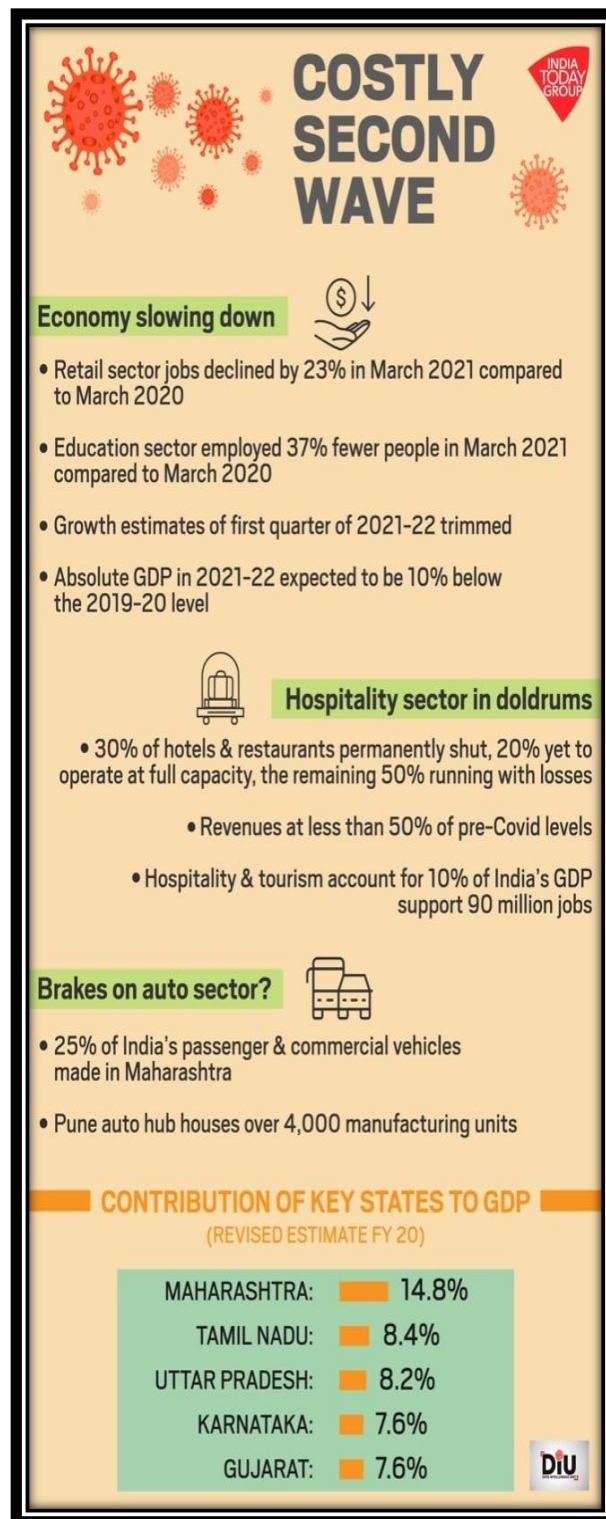 COSTLY
SECOND
WAVE
INDIA
TODAY
GROUP
Economy slowing down
$
• Retail sector jobs declined by 23% in March 2021 compared
to March 2020
• Education sector employed 37% fewer people in March 2021
compared to March 2020
• Growth estimates of first quarter of 2021-22 trimmed
• Absolute GDP in 2021-22 expected to be 10% below
the 2019-20 level
Hospitality sector in doldrums
• 30% of hotels & restaurants permanently shut, 20% yet to
operate at full capacity, the remaining 50% running with losses
• Revenues at less than 50% of pre-Covid levels
• Hospitality & tourism account for 10% of India's GDP
support 90 million jobs
Brakes on auto sector?
• 25% of India's passenger & commercial vehicles
made in Maharashtra
• Pune auto hub houses over 4,000 manufacturing units
CONTRIBUTION OF KEY STATES TO GDP
(REVISED ESTIMATE FY 20)
MAHARASHTRA: 14.8%
TAMIL NADU: 8.4%
UTTAR PRADESH: 8.2%
KARNATAKA: 7.6%
GUJARAT: 7.6%
DiU